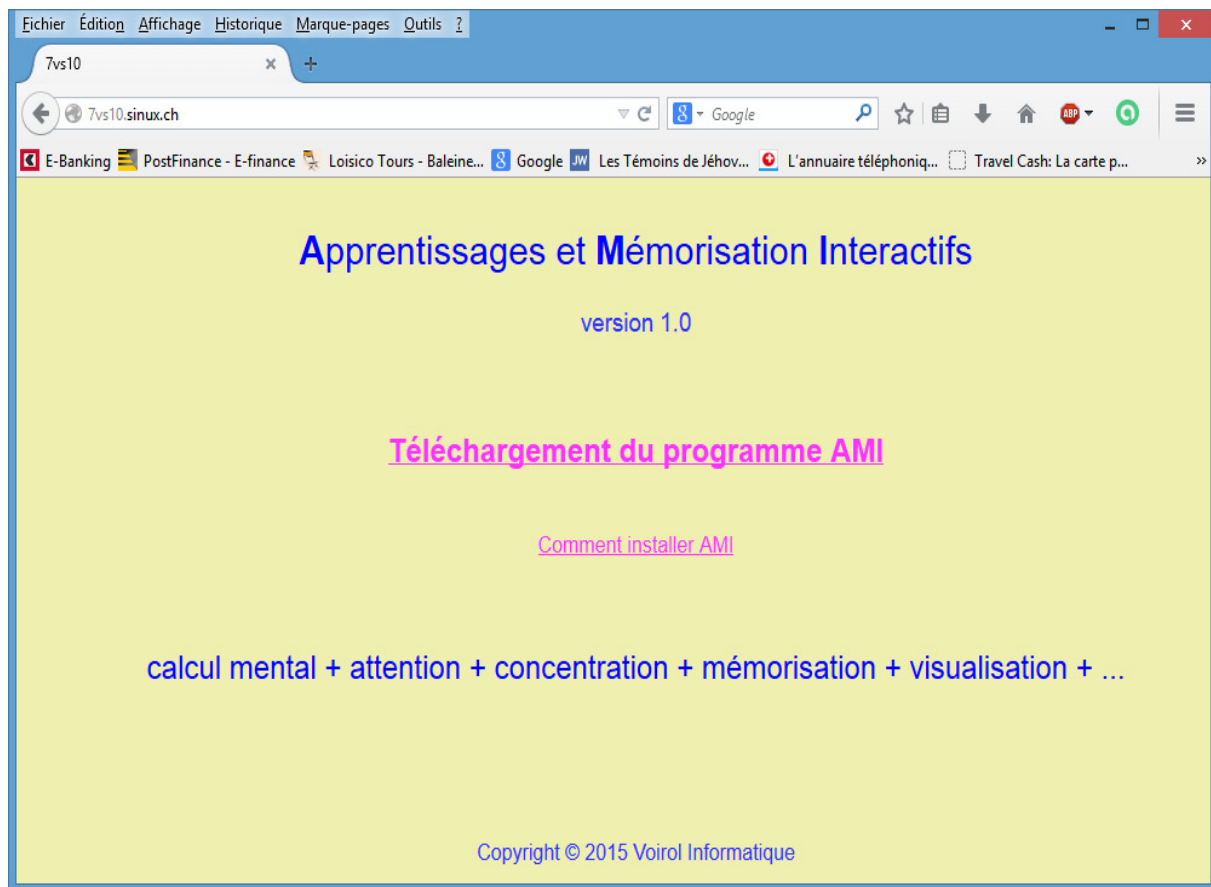 Fichier Édition Affichage Historique Marque-pages Outils ?
7vs10
7vs10.sinux.ch Google
E-Banking PostFinance - E-finance Loisico Tours - Baleine... Google JW Les Témoins de Jéhov... L'annuaire téléphoniq... Travel Cash: La carte p... »
Apprentissages et Mémorisation Interactifs
version 1.0
Téléchargement du programme AMI
Comment installer AMI
calcul mental + attention + concentration + mémorisation + visualisation + ...
Copyright © 2015 Voirol Informatique